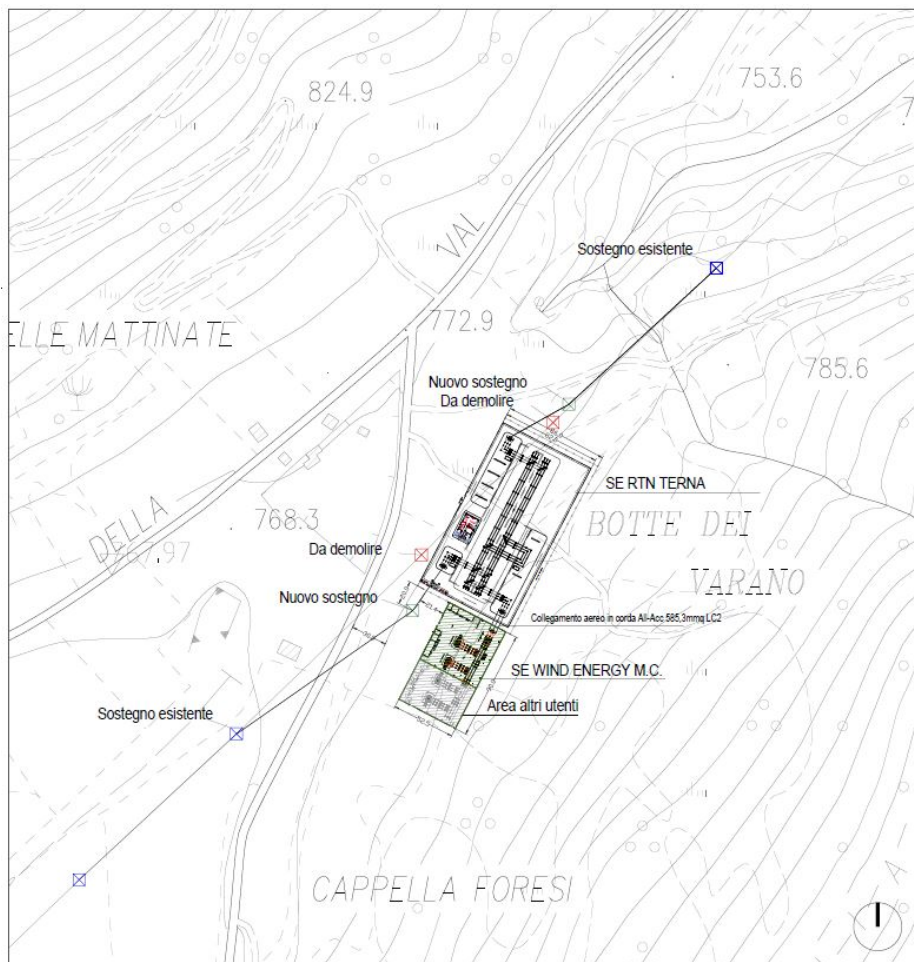 824.9
753.6
VAL
Sostegno esistente
772.9
ELLE MATTINATE
785.6
Nuovo sostegno
Da demolire
SE RTN TERNA
768.3
DELLA
767.97
BOTTE DEI
Da demolire
VARANO
Nuovo sostegno
Collegamento aereo in corda All-Acc 585,3mmq LC2
SE WIND ENERGY M.C.
Area altri utenti
Sostegno esistente
CAPPELLA FORESI
A